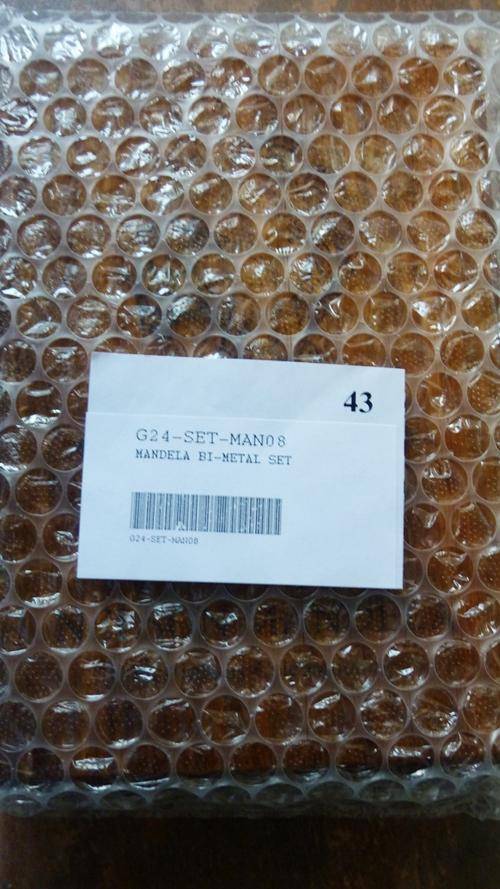 43
G24-SET-MAN08
MANDELA BI-METAL SET
G24-SET-MAN08